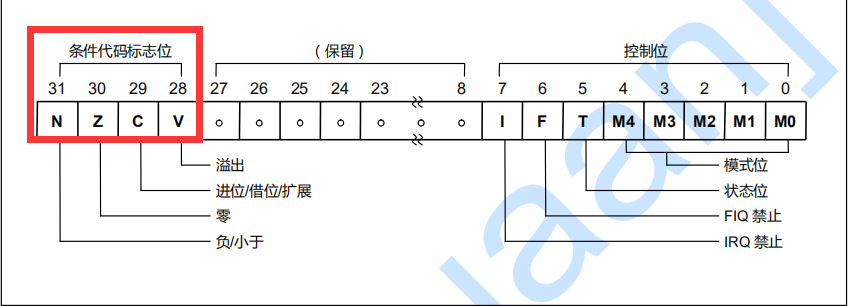 条件代码标志位 (保留) 控制位
31 30 29 28 27 26 25 24 23 8 7 6 5 4 3 2 1 0
N Z C V I F T M4 M3 M2 M1 M0
溢出 模式位
进位/借位/扩展 状态位
零 FIQ 禁止
负/小于 IRQ 禁止